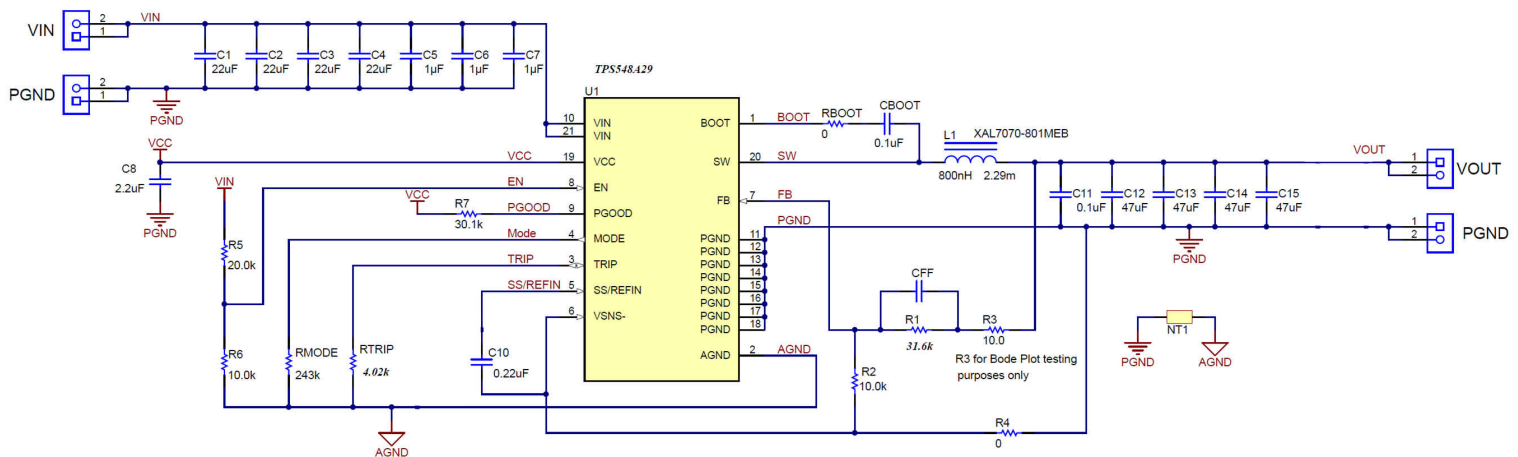 VIN
2
1
VIN
C1
22uF
C2
22uF
C3
22uF
C4
22uF
C5
1µF
C6
1µF
C7
1µF
PGND
2
1
PGND
TPS548A29
U1
10
VIN
21
VIN
VCC
19
VCC
EN
8
EN
PGOOD
9
PGOOD
Mode
4
MODE
TRIP
3
TRIP
SS/REFIN
5
SS/REFIN
6
VSNS-
BOOT
1
BOOT
SW
20
SW
FB
7
FB
PGND
PGND
11
PGND
12
PGND
13
PGND
14
PGND
15
PGND
16
PGND
17
PGND
18
AGND
2
AGND
VCC
C8
2.2uF
PGND
VIN
R5
20.0k
R6
10.0k
VCC
R7
30.1k
RMODE
243k
RTRIP
4.02k
C10
0.22uF
AGND
RBOOT
0
CBOOT
0.1uF
L1
XAL7070-801MEB
800nH
2.29m
VOUT
1
2
VOUT
C11
0.1uF
C12
47uF
C13
47uF
C14
47uF
C15
47uF
1
2
PGND
PGND
CFF
R1
31.6k
R3
10.0
R3 for Bode Plot testing
purposes only
R2
10.0k
R4
0
NT1
PGND
AGND